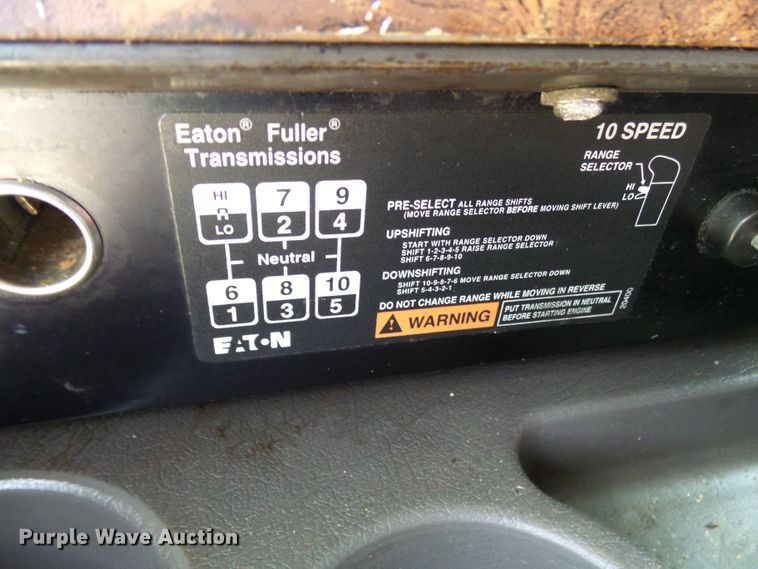 Eaton® Fuller®
Transmissions
10 SPEED
RANGE
SELECTOR
HI
LO
HI
R
LO
7
2
9
4
Neutral
6
1
8
3
10
5
PRE-SELECT ALL RANGE SHIFTS
(MOVE RANGE SELECTOR BEFORE MOVING SHIFT LEVER)
UPSHIFTING
START WITH RANGE SELECTOR DOWN
SHIFT 1-2-3-4-5 RAISE RANGE SELECTOR
SHIFT 6-7-8-9-10
DOWNSHIFTING
SHIFT 10-9-8-7-6 MOVE RANGE SELECTOR DOWN
SHIFT 5-4-3-2-1
DO NOT CHANGE RANGE WHILE MOVING IN REVERSE
WARNING
PUT TRANSMISSION IN NEUTRAL
BEFORE STARTING ENGINE
20490
EATON
Purple Wave Auction